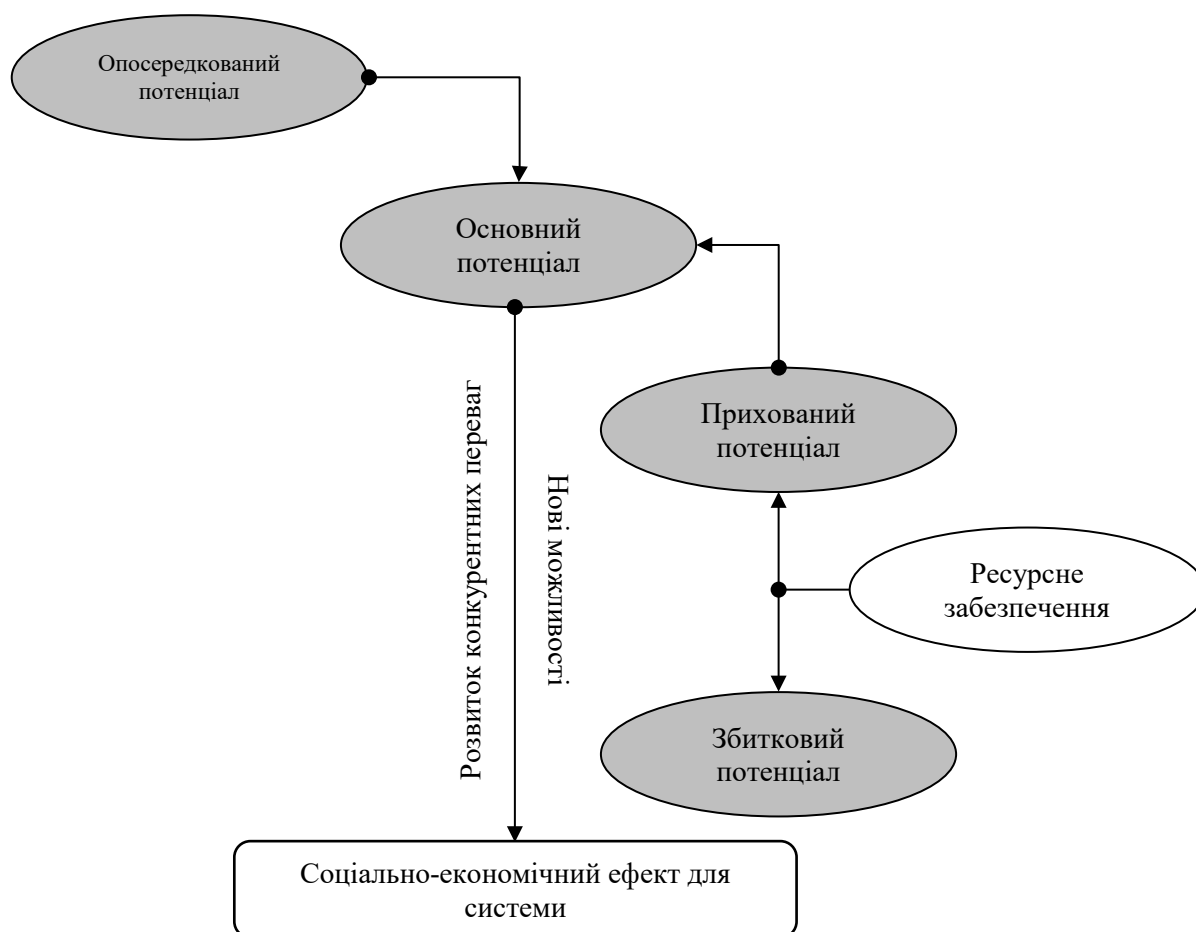 Опосередкований
потенціал
Основний
потенціал
Прихований
потенціал
Розвиток конкурентних переваг
Нові можливості
Ресурсне
забезпечення
Збитковий
потенціал
Соціально-економічний ефект для
системи